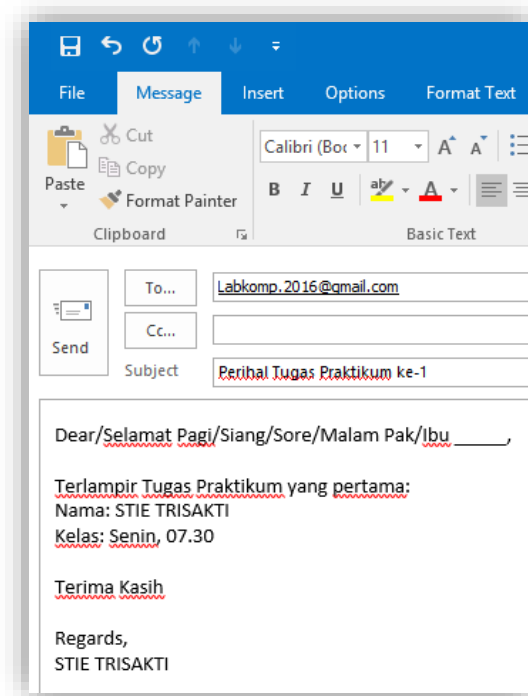 File Message Insert Options Format Text
Cut
Copy
Paste
Format Painter
Clipboard
Calibri (Boc 11 A A
B I U aby A
Basic Text
To... Labkomp.2016@gmail.com
Cc...
Send
Subject Perihal Tugas Praktikum ke-1
Dear/Selamat Pagi/Siang/Sore/Malam Pak/Ibu _____,
Terlampir Tugas Praktikum yang pertama:
Nama: STIE TRISAKTI
Kelas: Senin, 07.30
Terima Kasih
Regards,
STIE TRISAKTI